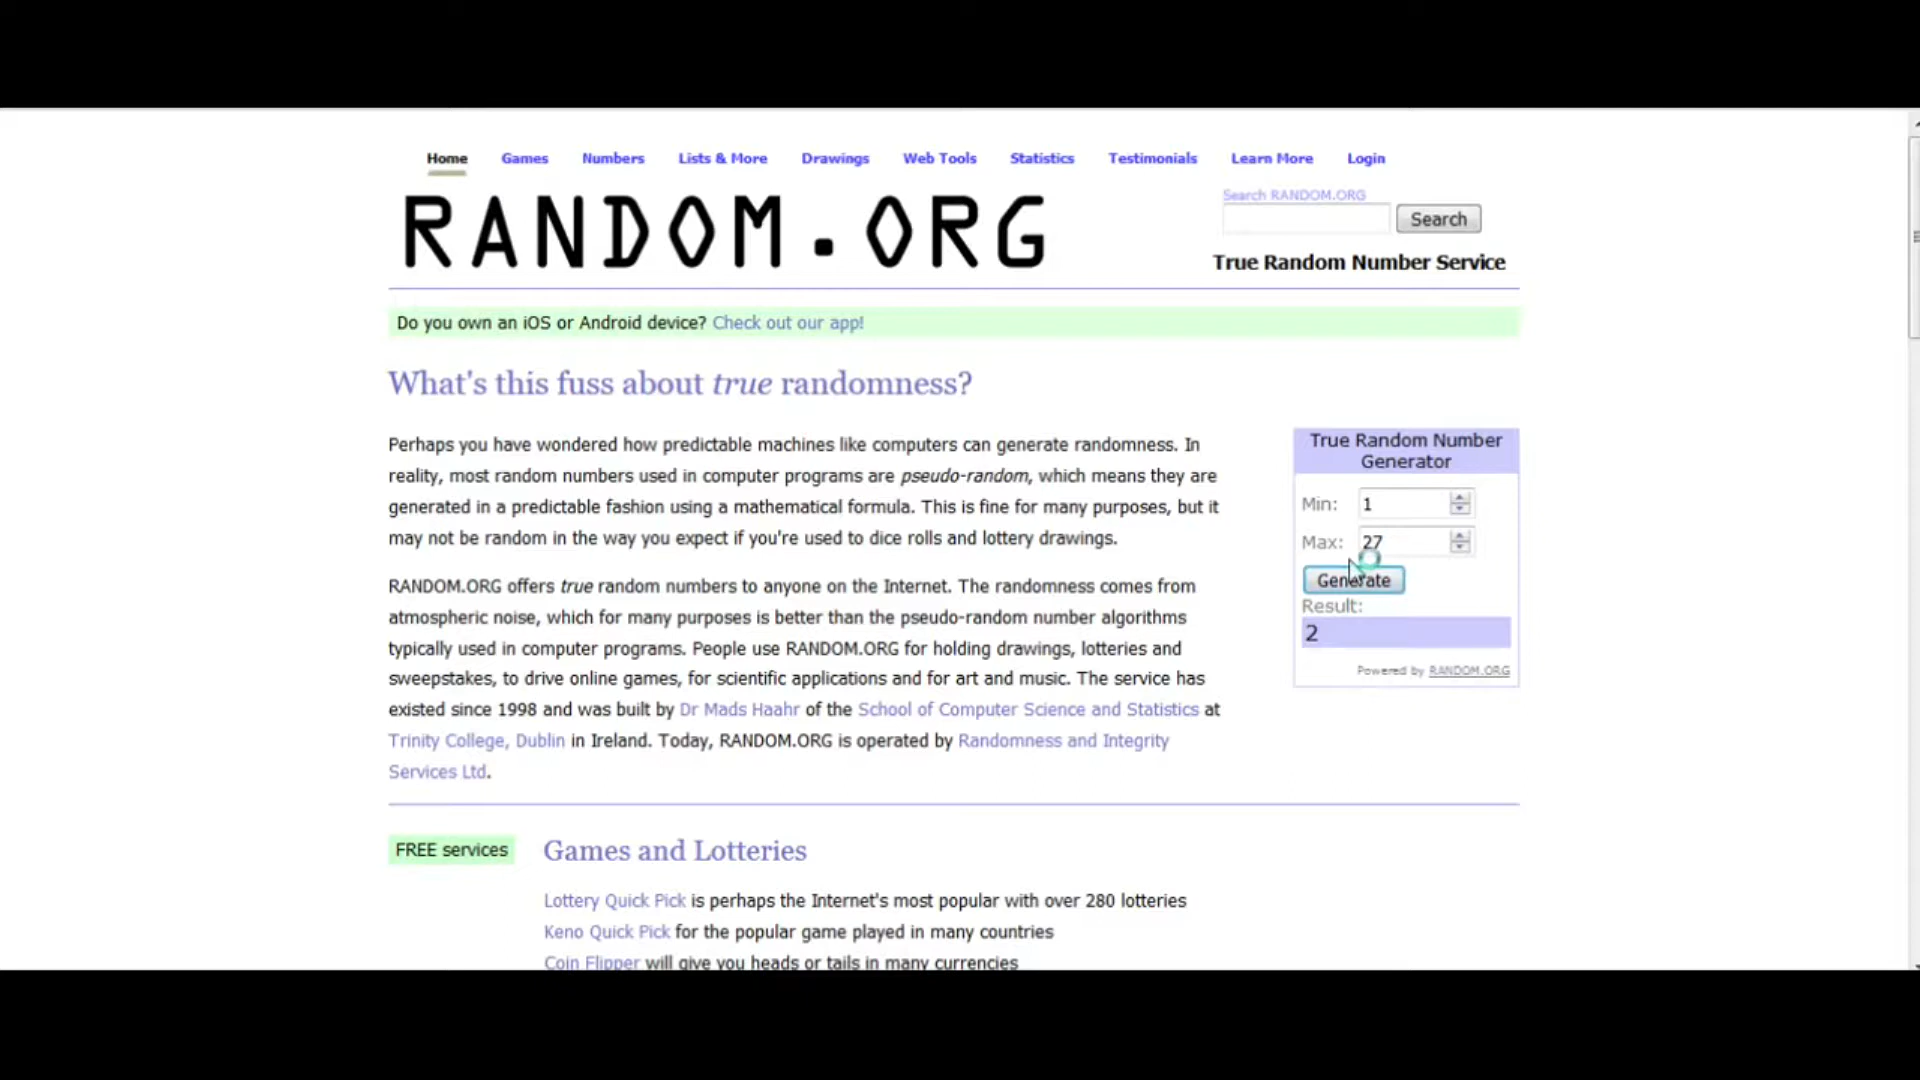 Home Games Numbers Lists & More Drawings Web Tools Statistics Testimonials Learn More Login
RANDOM.ORG
Search RANDOM.ORG
Search
True Random Number Service
Do you own an iOS or Android device? Check out our app!
What's this fuss about true randomness?
Perhaps you have wondered how predictable machines like computers can generate randomness. In
reality, most random numbers used in computer programs are pseudo-random, which means they are
generated in a predictable fashion using a mathematical formula. This is fine for many purposes, but it
may not be random in the way you expect if you're used to dice rolls and lottery drawings.
RANDOM.ORG offers true random numbers to anyone on the Internet. The randomness comes from
atmospheric noise, which for many purposes is better than the pseudo-random number algorithms
typically used in computer programs. People use RANDOM.ORG for holding drawings, lotteries and
sweepstakes, to drive online games, for scientific applications and for art and music. The service has
existed since 1998 and was built by Dr Mads Haahr of the School of Computer Science and Statistics at
Trinity College, Dublin in Ireland. Today, RANDOM.ORG is operated by Randomness and Integrity
Services Ltd.
True Random Number
Generator
Min: 1
Max: 27
Generate
Result:
2
Powered by RANDOM.ORG
FREE services
Games and Lotteries
Lottery Quick Pick is perhaps the Internet's most popular with over 280 lotteries
Keno Quick Pick for the popular game played in many countries
Coin Flipper will give you heads or tails in many currencies